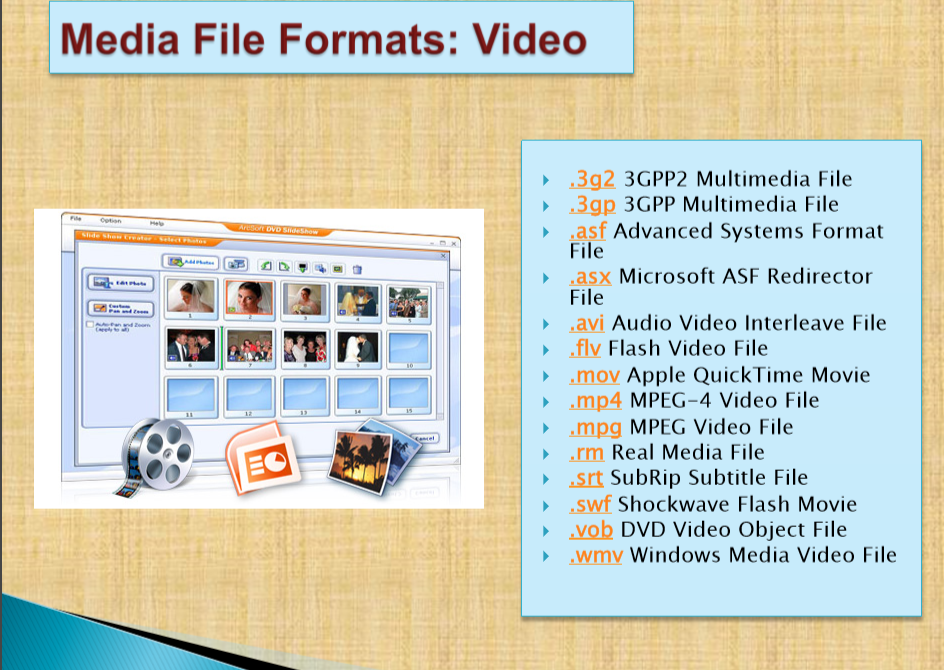 Media File Formats: Video
File Option Help
ArcSoft DVD SlideShow
Slide Show Creator - Select Photos
Add Photos
Edit Photo
Custom
Pan and Zoom
Auto-Pan and Zoom
(apply to all)
1 2 3 4 5
6 7 8 9 10
11 12 13 14 15
Cancel
.3g2 3GPP2 Multimedia File
.3gp 3GPP Multimedia File
.asf Advanced Systems Format
File
.asx Microsoft ASF Redirector
File
.avi Audio Video Interleave File
.flv Flash Video File
.mov Apple QuickTime Movie
.mp4 MPEG-4 Video File
.mpg MPEG Video File
.rm Real Media File
.srt SubRip Subtitle File
.swf Shockwave Flash Movie
.vob DVD Video Object File
.wmv Windows Media Video File